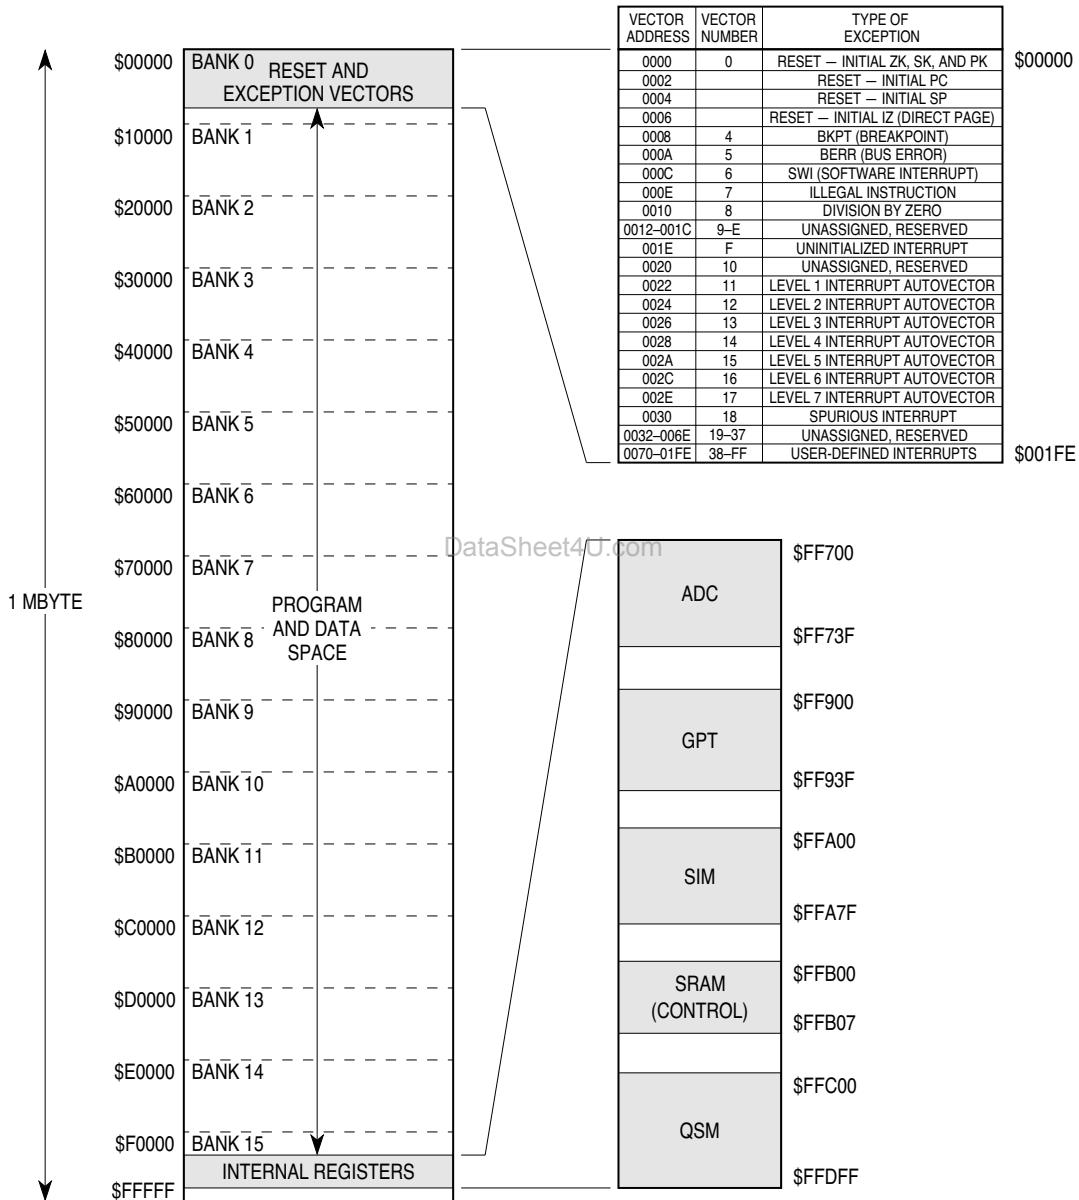 VECTOR ADDRESS VECTOR NUMBER TYPE OF EXCEPTION
0000 0 RESET — INITIAL ZK, SK, AND PK
0002 RESET — INITIAL PC
0004 RESET — INITIAL SP
0006 RESET — INITIAL IZ (DIRECT PAGE)
0008 4 BKPT (BREAKPOINT)
000A 5 BERR (BUS ERROR)
000C 6 SWI (SOFTWARE INTERRUPT)
000E 7 ILLEGAL INSTRUCTION
0010 8 DIVISION BY ZERO
0012–001C 9–E UNASSIGNED, RESERVED
001E F UNINITIALIZED INTERRUPT
0020 10 UNASSIGNED, RESERVED
0022 11 LEVEL 1 INTERRUPT AUTOVECTOR
0024 12 LEVEL 2 INTERRUPT AUTOVECTOR
0026 13 LEVEL 3 INTERRUPT AUTOVECTOR
0028 14 LEVEL 4 INTERRUPT AUTOVECTOR
002A 15 LEVEL 5 INTERRUPT AUTOVECTOR
002C 16 LEVEL 6 INTERRUPT AUTOVECTOR
002E 17 LEVEL 7 INTERRUPT AUTOVECTOR
0030 18 SPURIOUS INTERRUPT
0032–006E 19–37 UNASSIGNED, RESERVED
0070–01FE 38–FF USER-DEFINED INTERRUPTS
$00000
$001FE
1 MBYTE
$00000 BANK 0
RESET AND
EXCEPTION VECTORS
$10000 BANK 1
$20000 BANK 2
$30000 BANK 3
$40000 BANK 4
$50000 BANK 5
$60000 BANK 6
$70000 BANK 7
PROGRAM
AND DATA
SPACE
$80000 BANK 8
$90000 BANK 9
$A0000 BANK 10
$B0000 BANK 11
$C0000 BANK 12
$D0000 BANK 13
$E0000 BANK 14
$F0000 BANK 15
INTERNAL REGISTERS
$FFFFF
DataSheet4U.com
$FF700
ADC
$FF73F
$FF900
GPT
$FF93F
$FFA00
SIM
$FFA7F
$FFB00
SRAM
(CONTROL)
$FFB07
$FFC00
QSM
$FFDFF